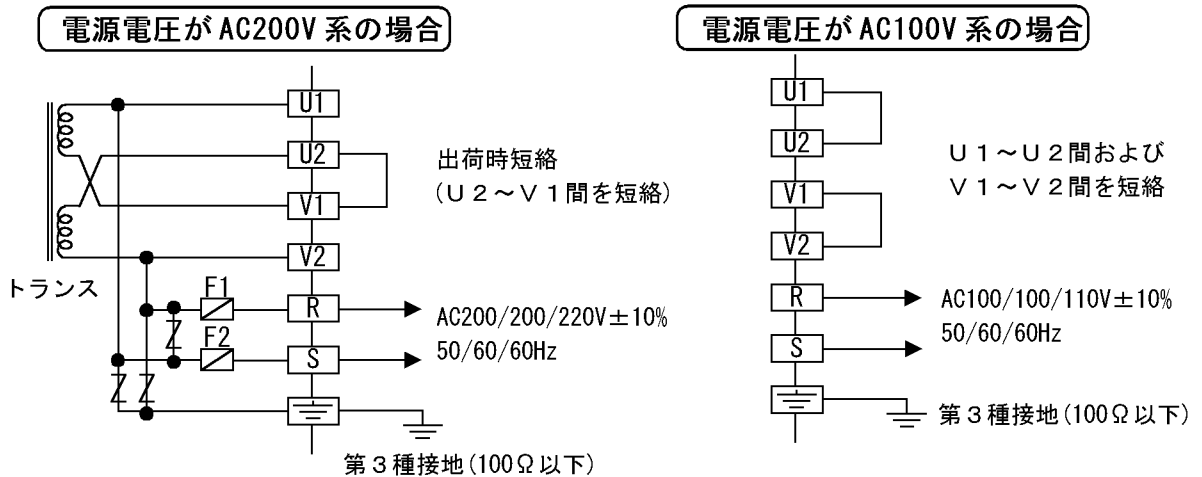 電源電圧がAC200V系の場合
U1
U2
V1
V2
R
S
F1
F2
トランス
出荷時短絡
(U2～V1間を短絡)
AC200/200/220V±10%
50/60/60Hz
第3種接地(100Ω以下)
電源電圧がAC100V系の場合
U1
U2
V1
V2
R
S
U1～U2間および
V1～V2間を短絡
AC100/100/110V±10%
50/60/60Hz
第3種接地(100Ω以下)